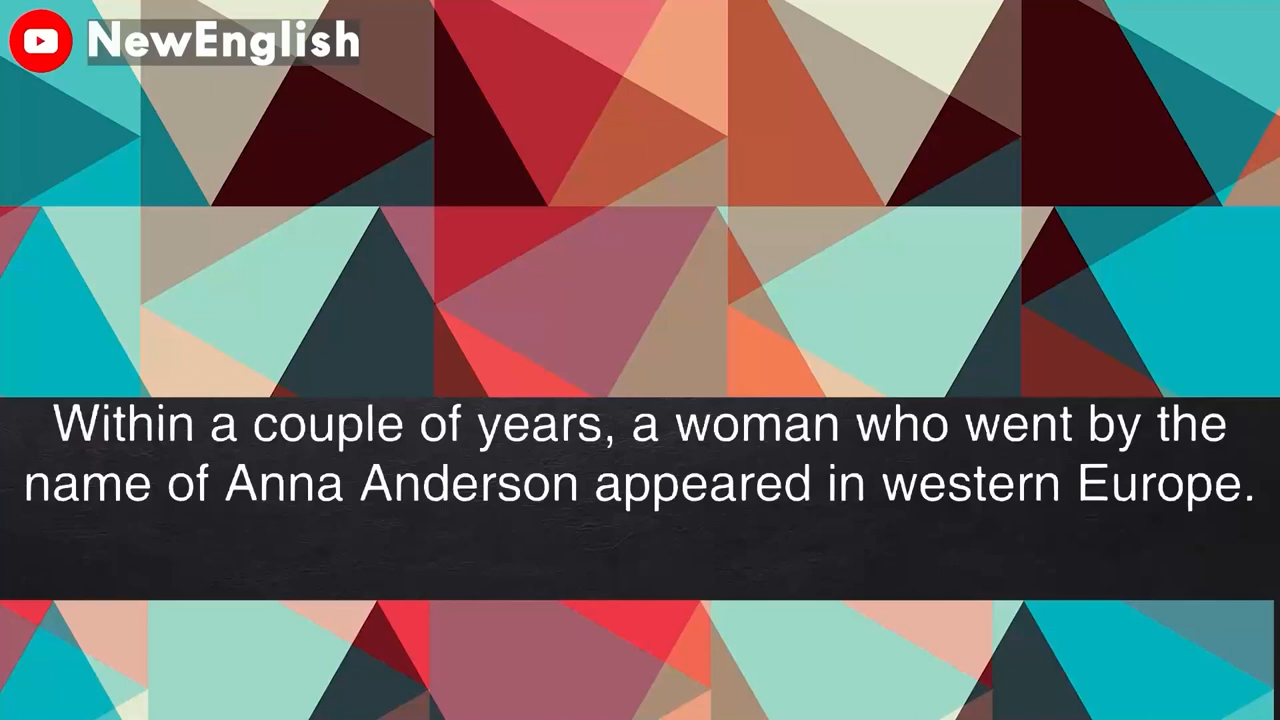 NewEnglish
Within a couple of years, a woman who went by the
name of Anna Anderson appeared in western Europe.